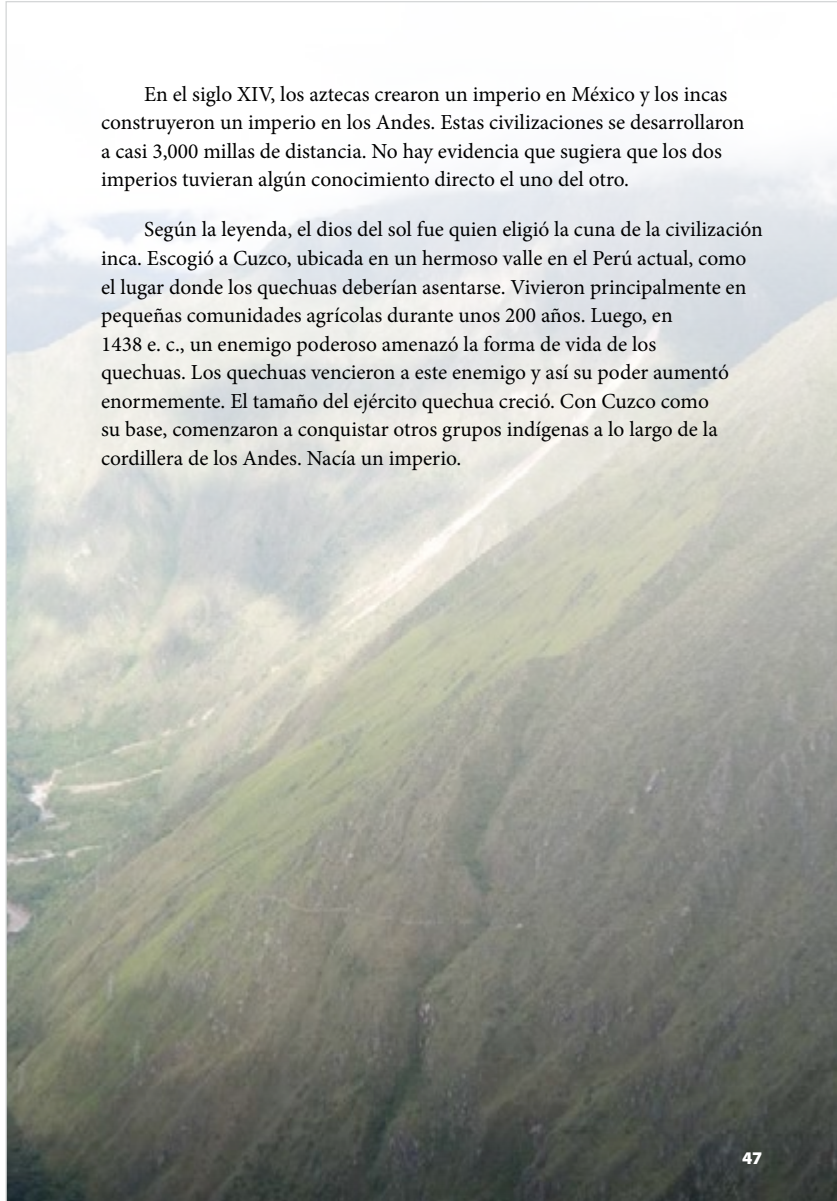 En el siglo XIV, los aztecas crearon un imperio en México y los incas
construyeron un imperio en los Andes. Estas civilizaciones se desarrollaron
a casi 3,000 millas de distancia. No hay evidencia que sugiera que los dos
imperios tuvieran algún conocimiento directo el uno del otro.
Según la leyenda, el dios del sol fue quien eligió la cuna de la civilización
inca. Escogió a Cuzco, ubicada en un hermoso valle en el Perú actual, como
el lugar donde los quechuas deberían asentarse. Vivieron principalmente en
pequeñas comunidades agrícolas durante unos 200 años. Luego, en
1438 e. c., un enemigo poderoso amenazó la forma de vida de los
quechuas. Los quechuas vencieron a este enemigo y así su poder aumentó
enormemente. El tamaño del ejército quechua creció. Con Cuzco como
su base, comenzaron a conquistar otros grupos indígenas a lo largo de la
cordillera de los Andes. Nacía un imperio.
47